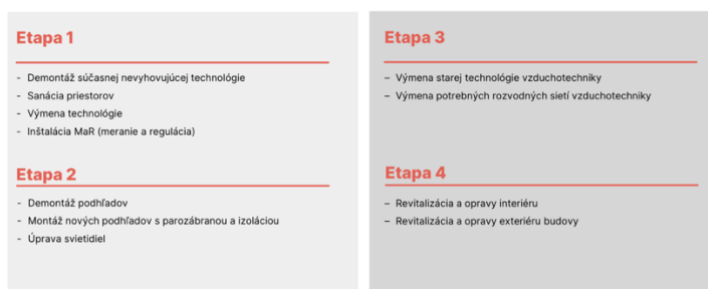 Etapa 1
- Demontáž súčasnej nevyhovujúcej technológie
- Sanácia priestorov
- Výmena technológie
- Inštalácia MaR (meranie a regulácia)
Etapa 2
- Demontáž podhľadov
- Montáž nových podhľadov s parozábranou a izoláciou
- Úprava svietidiel
Etapa 3
– Výmena starej technológie vzduchotechniky
– Výmena potrebných rozvodných sietí vzduchotechniky
Etapa 4
– Revitalizácia a opravy interiéru
– Revitalizácia a opravy exteriéru budovy